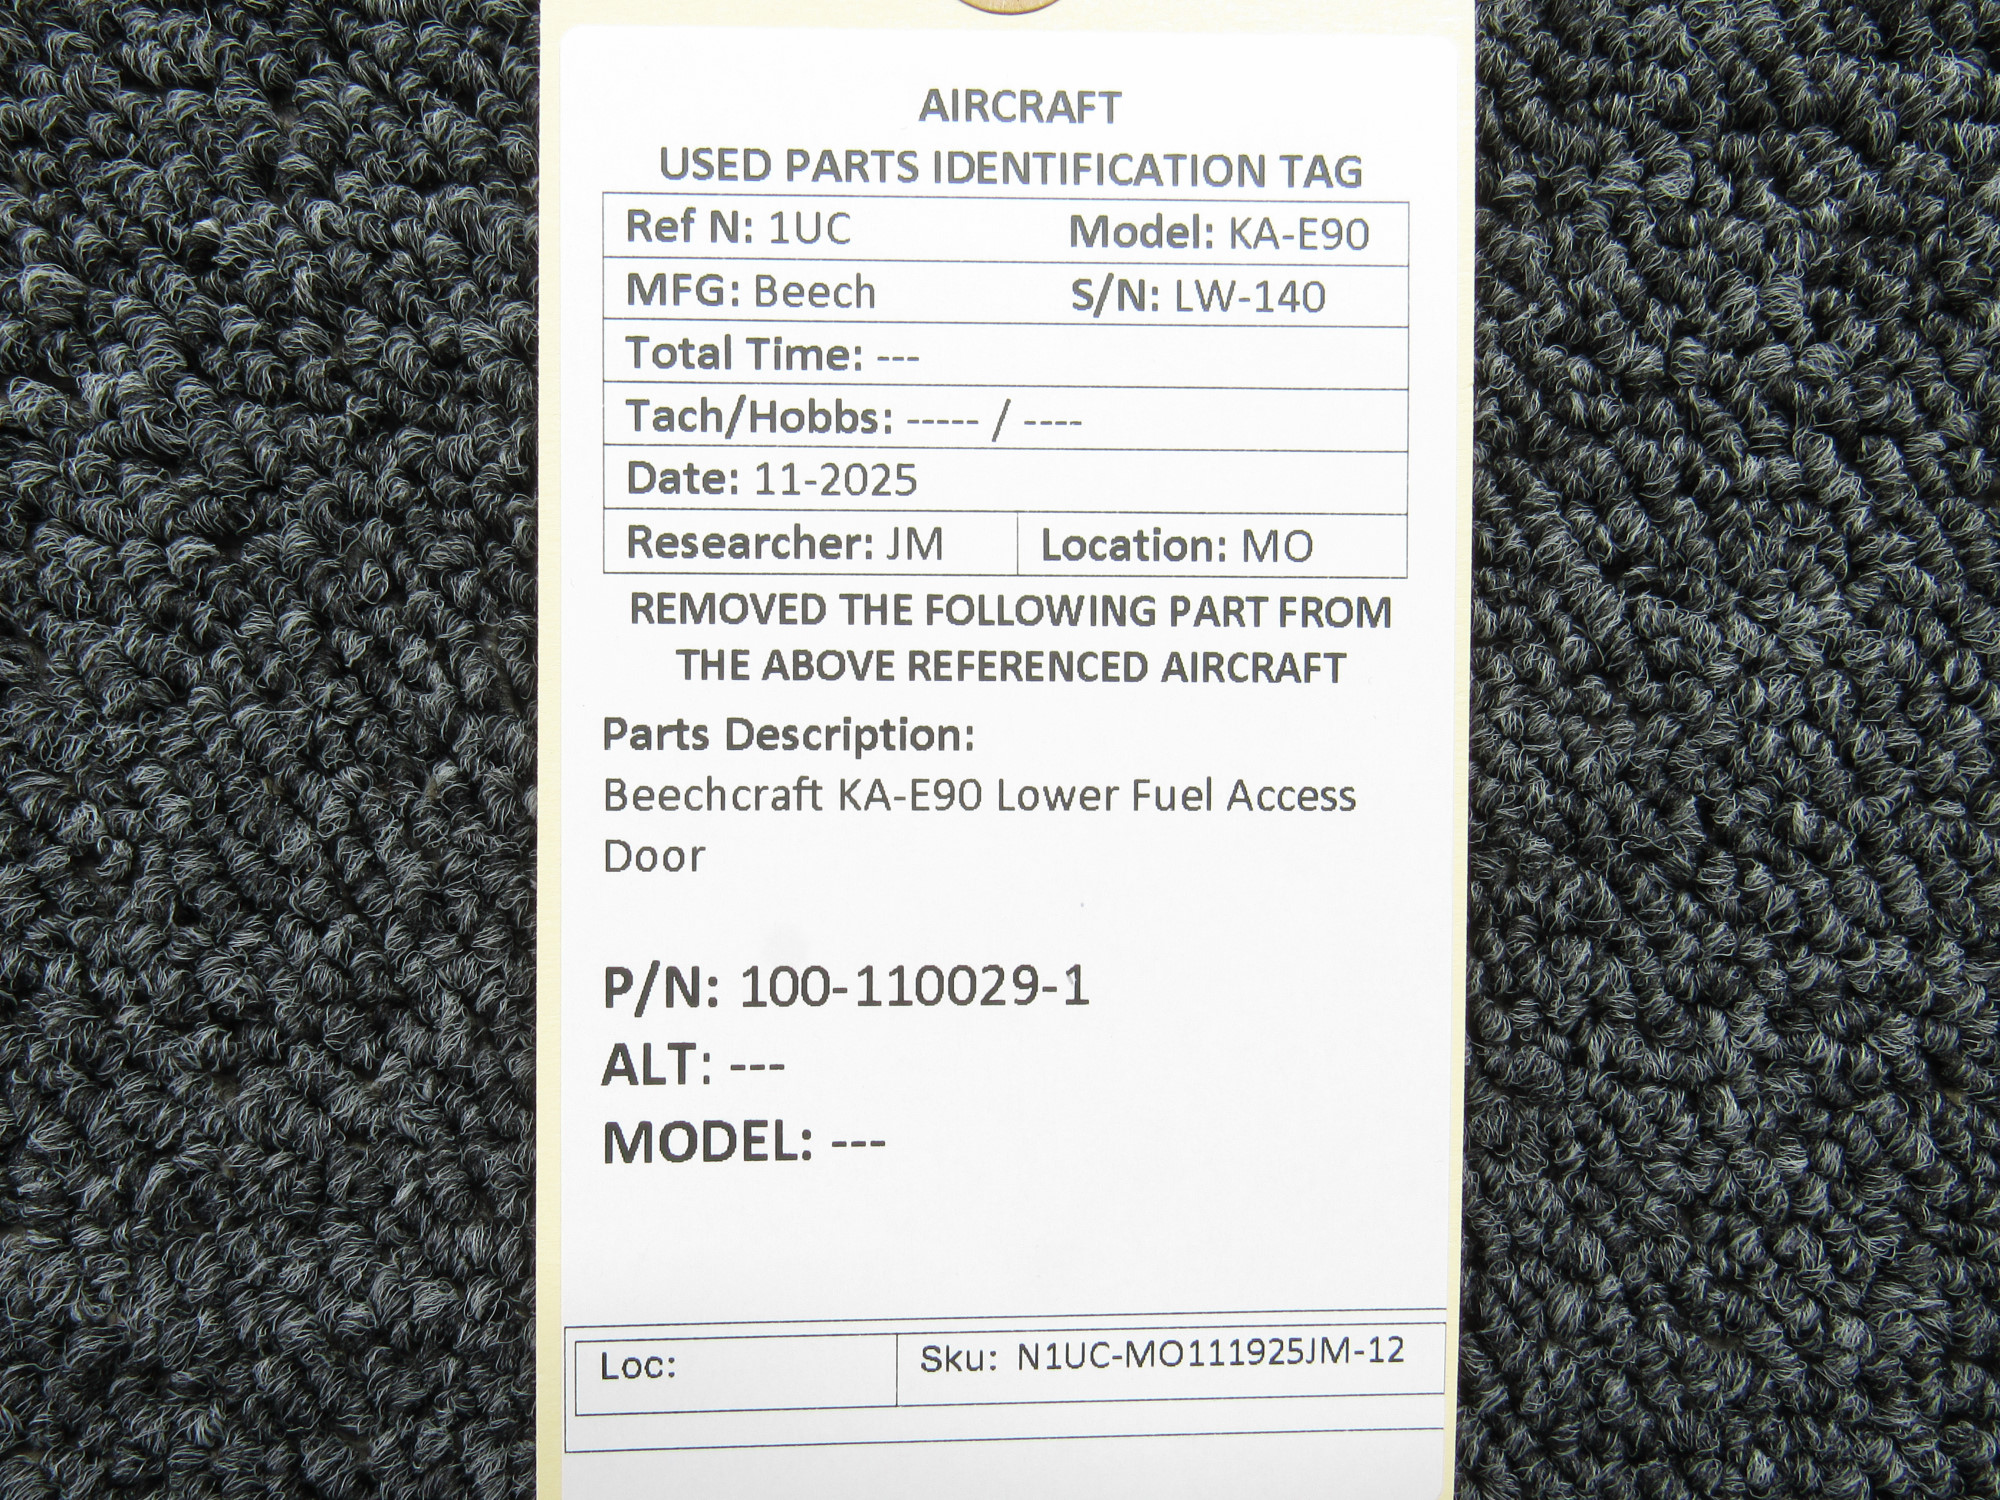 AIRCRAFT
USED PARTS IDENTIFICATION TAG
Ref N: 1UC Model: KA-E90
MFG: Beech S/N: LW-140
Total Time: ---
Tach/Hobbs: ----- / ----
Date: 11-2025
Researcher: JM Location: MO
REMOVED THE FOLLOWING PART FROM
THE ABOVE REFERENCED AIRCRAFT
Parts Description:
Beechcraft KA-E90 Lower Fuel Access
Door
P/N: 100-110029-1
ALT: ---
MODEL: ---
Loc: Sku: N1UC-MO111925JM-12